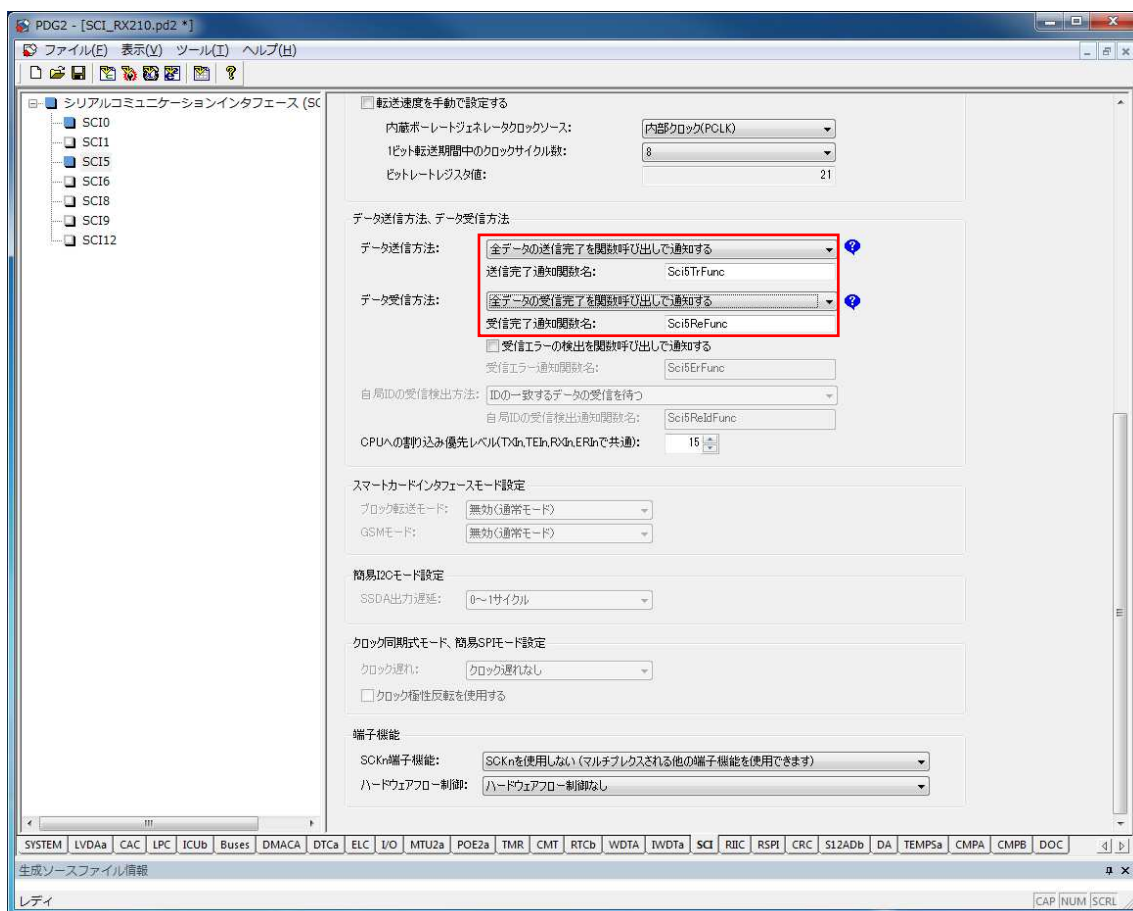 PDG2 - [SCI_RX210.pd2 *]
ファイル(F) 表示(V) ツール(T) ヘルプ(H)
シリアルコミュニケーションインタフェース (SC
SCI0
SCI1
SCI5
SCI6
SCI8
SCI9
SCI12
転送速度を手動で設定する
内蔵ボーレートジェネレータクロックソース: 内部クロック(PCLK)
1ビット転送期間中のクロックサイクル数: 8
ビットレートレジスタ値: 21
データ送信方法、データ受信方法
データ送信方法: 全データの送信完了を関数呼び出しで通知する
送信完了通知関数名: Sci5TrFunc
データ受信方法: 全データの受信完了を関数呼び出しで通知する
受信完了通知関数名: Sci5ReFunc
受信エラーの検出を関数呼び出しで通知する
受信エラー通知関数名: Sci5ErFunc
自局IDの受信検出方法: IDの一致するデータの受信を待つ
自局IDの受信検出通知関数名: Sci5ReIdFunc
CPUへの割り込み優先レベル(TXIn,TEIn,RXIn,ERInで共通): 15
スマートカードインタフェースモード設定
ブロック転送モード: 無効(通常モード)
GSMモード: 無効(通常モード)
簡易I2Cモード設定
SSDA出力遅延: 0～1サイクル
クロック同期式モード、簡易SPIモード設定
クロック遅れ: クロック遅れなし
クロック極性反転を使用する
端子機能
SCKn端子機能: SCKnを使用しない (マルチプレクスされる他の端子機能を使用できます)
ハードウェアフロー制御: ハードウェアフロー制御なし
SYSTEM LVDAa CAC LPC ICUb Buses DMACA DTCa ELC I/O MTU2a POE2a TMR CMT RTCb WDTA IWDTa SCI RIIC RSPI CRC S12ADb DA TEMPSa CMPA CMPB DOC
生成ソースファイル情報
レディ CAP NUM SCRL